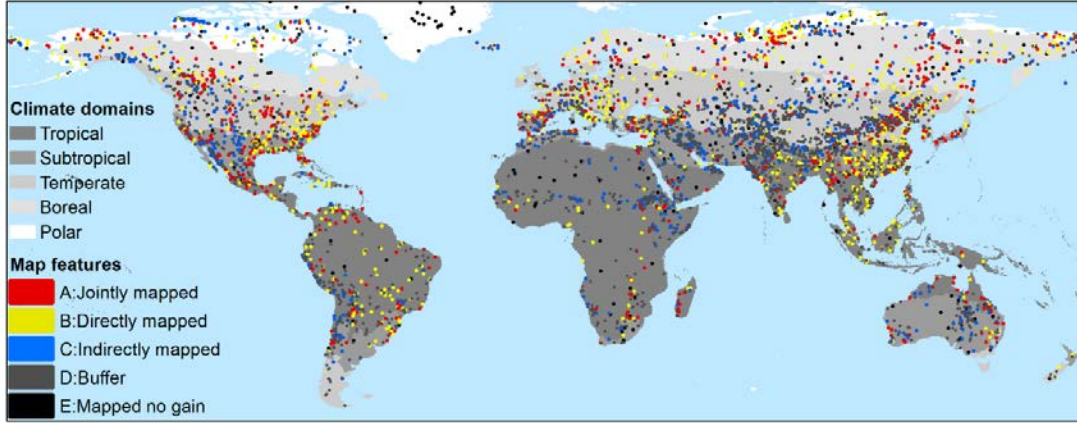 Climate domains
Tropical
Subtropical
Temperate
Boreal
Polar
Map features
A:Jointly mapped
B:Directly mapped
C:Indirectly mapped
D:Buffer
E:Mapped no gain